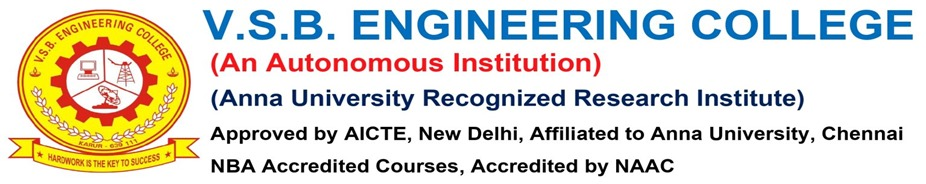 V.S.B. ENGINEERING COLLEGE
KARUR - 639 111
HARDWORK IS THE KEY TO SUCCESS
V.S.B. ENGINEERING COLLEGE
(An Autonomous Institution)
(Anna University Recognized Research Institute)
Approved by AICTE, New Delhi, Affiliated to Anna University, Chennai
NBA Accredited Courses, Accredited by NAAC